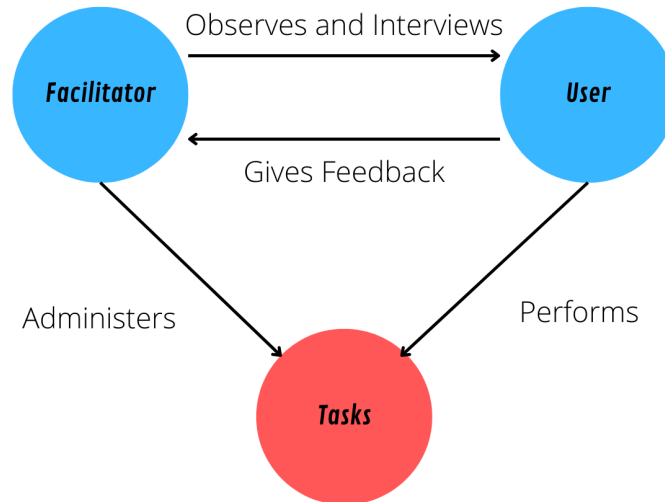 Observes and Interviews
Facilitator
User
Gives Feedback
Administers
Performs
Tasks